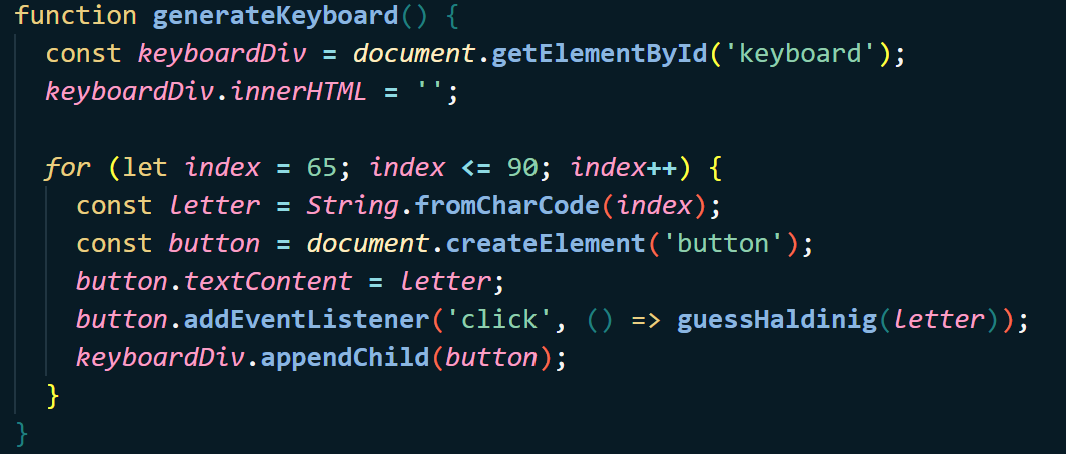 function generateKeyboard() {
  const keyboardDiv = document.getElementById('keyboard');
  keyboardDiv.innerHTML = '';

  for (let index = 65; index <= 90; index++) {
    const letter = String.fromCharCode(index);
    const button = document.createElement('button');
    button.textContent = letter;
    button.addEventListener('click', () => guessHaldinig(letter));
    keyboardDiv.appendChild(button);
  }
}